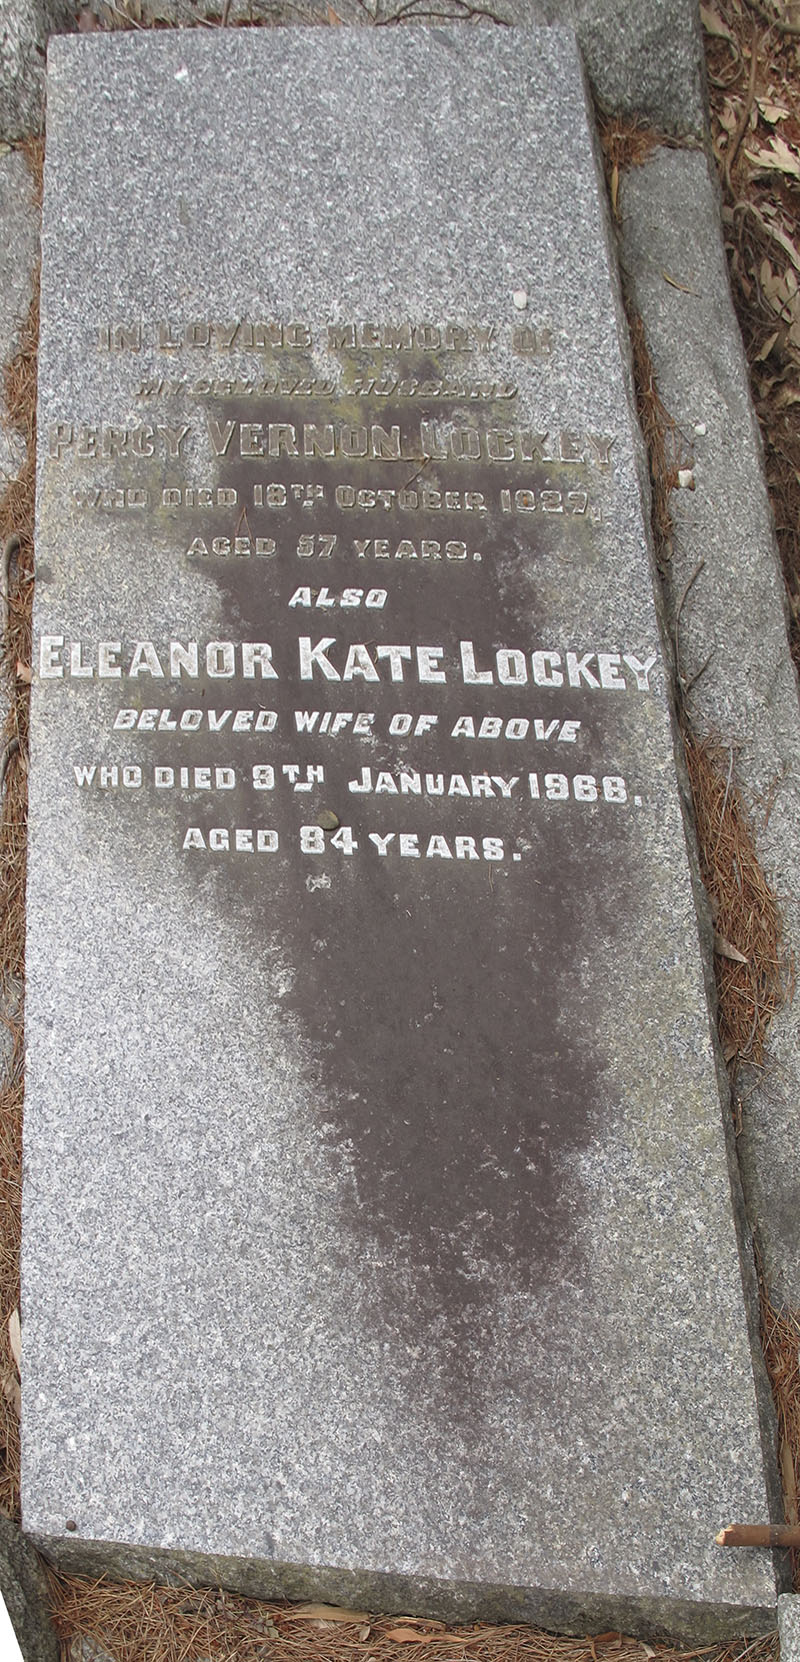 IN LOVING MEMORY OF
MY BELOVED HUSBAND
PERCY VERNON LOCKEY
WHO DIED 18TH OCTOBER 1927,
AGED 57 YEARS.
ALSO
ELEANOR KATE LOCKEY
BELOVED WIFE OF ABOVE
WHO DIED 9TH JANUARY 1966.
AGED 84 YEARS.